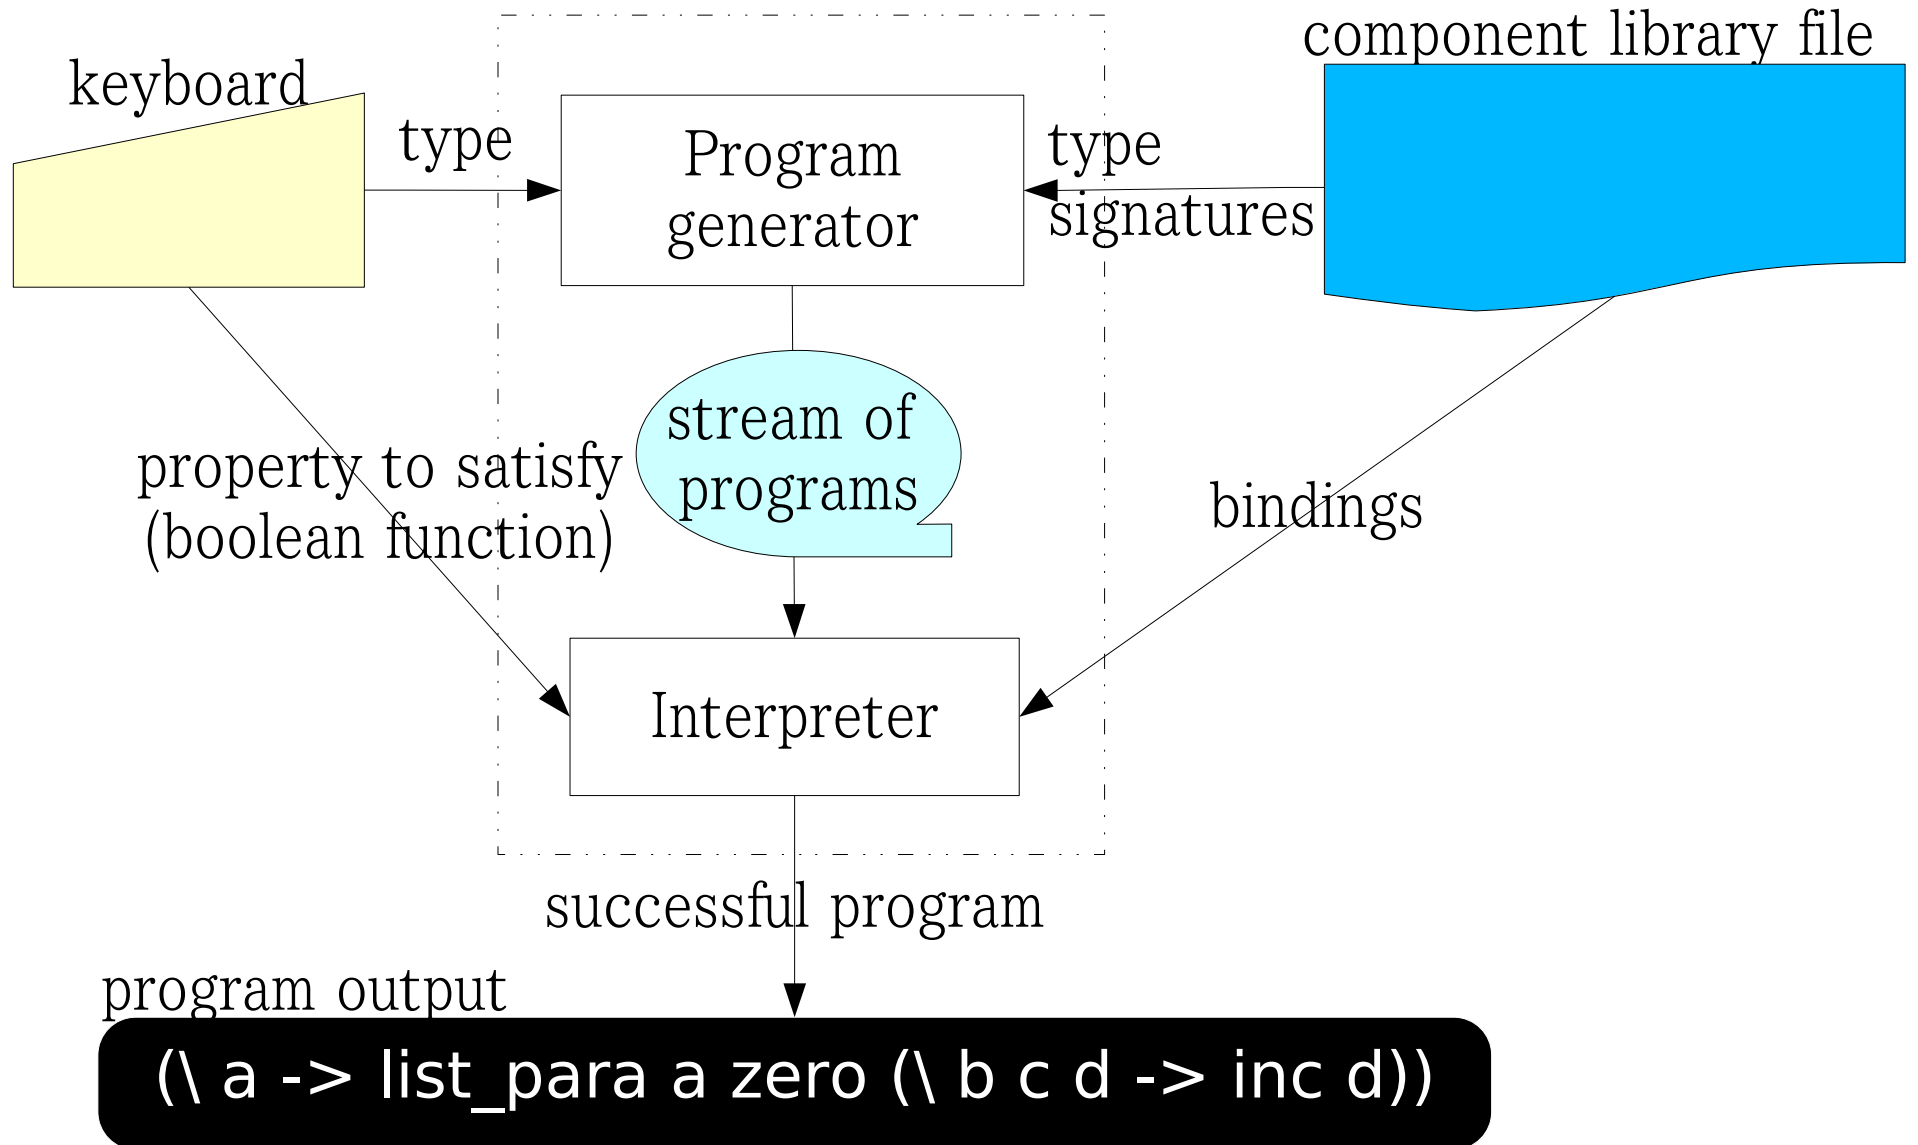 component library file
keyboard
type
Program
generator
type
signatures
stream of
programs
property to satisfy
(boolean function)
bindings
Interpreter
successful program
program output
(\ a -> list_para a zero (\ b c d -> inc d))